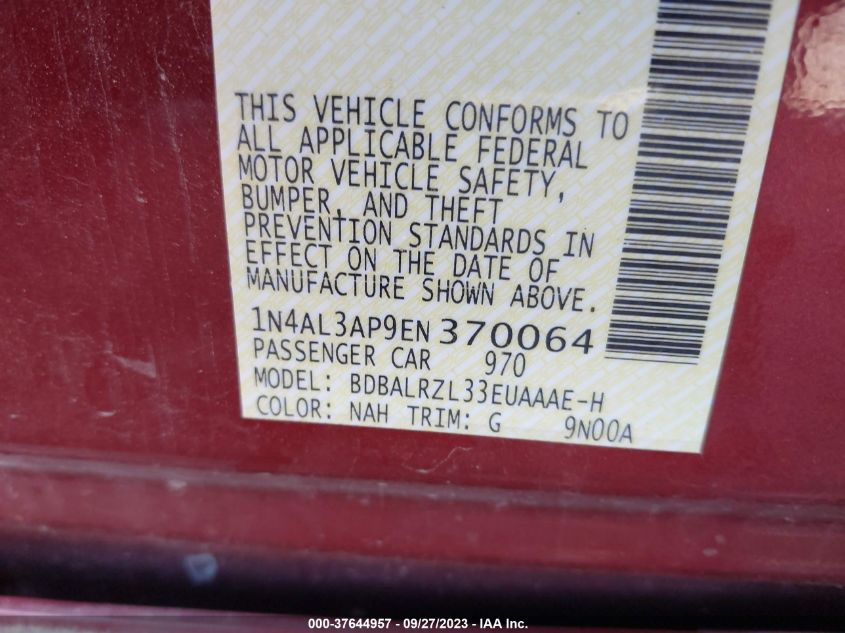 THIS VEHICLE CONFORMS TO
ALL APPLICABLE FEDERAL
MOTOR VEHICLE SAFETY,
BUMPER, AND THEFT
PREVENTION STANDARDS IN
EFFECT ON THE DATE OF
MANUFACTURE SHOWN ABOVE.
1N4AL3AP9EN 370064
PASSENGER CAR 970
MODEL: BDBALRZL33EUAAAE-H
COLOR: NAH TRIM: G 9N00A
000-37644957 - 09/27/2023 - IAA Inc.